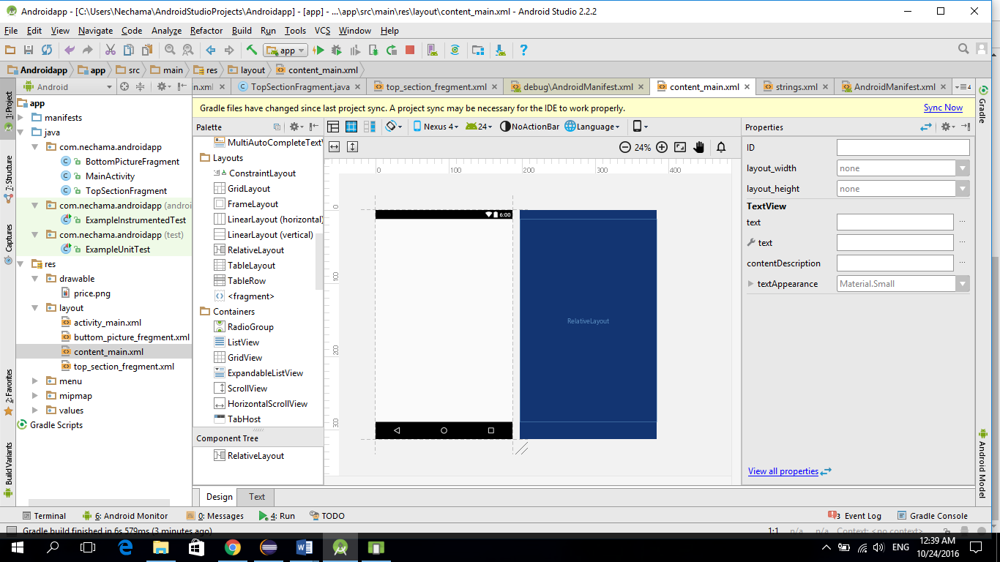 Androidapp - [C:\Users\Nechama\AndroidStudioProjects\Androidapp] - [app] - ...\app\src\main\res\layout\content_main.xml - Android Studio 2.2.2
File Edit View Navigate Code Analyze Refactor Build Run Tools VCS Window Help
app
Androidapp app src main res layout content_main.xml
Android
n.xml TopSectionFragment.java top_section_fregment.xml debug\AndroidManifest.xml content_main.xml strings.xml AndroidManifest.xml 4
Gradle files have changed since last project sync. A project sync may be necessary for the IDE to work properly. Sync Now
1: Project
7: Structure
Captures
2: Favorites
Build Variants
app
manifests
java
com.nechama.androidapp
BottomPictureFragment
MainActivity
TopSectionFragment
com.nechama.androidapp (androi
ExampleInstrumentedTest
com.nechama.androidapp (test)
ExampleUnitTest
res
drawable
price.png
layout
activity_main.xml
buttom_picture_fregment.xml
content_main.xml
top_section_fregment.xml
menu
mipmap
values
Gradle Scripts
Palette
MultiAutoCompleteTextV
Layouts
ConstraintLayout
GridLayout
FrameLayout
LinearLayout (horizontal)
LinearLayout (vertical)
RelativeLayout
TableLayout
TableRow
<fragment>
Containers
RadioGroup
ListView
GridView
ExpandableListView
ScrollView
HorizontalScrollView
TabHost
Component Tree
RelativeLayout
Nexus 4 24 NoActionBar Language
24%
0 100 200 300 400
0
100
200
300
6:00
RelativeLayout
Properties
ID
layout_width none
layout_height none
TextView
text
text
contentDescription
textAppearance Material.Small
View all properties
Gradle
Android Model
Design Text
Terminal 6: Android Monitor 0: Messages 4: Run TODO 3 Event Log Gradle Console
Gradle build finished in 6s 579ms (3 minutes ago) 1:1 n/a n/a Context: <no context>
ENG 12:39 AM
10/24/2016